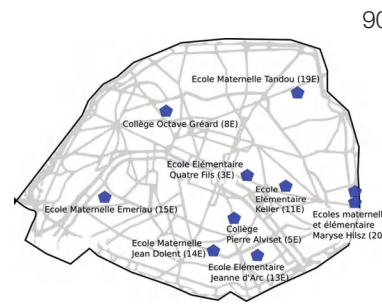 90
Ecole Maternelle Tandou (19E)
Collège Octave Gréard (8E)
Ecole Elémentaire
Quatre Fils (3E)
Ecole
Elémentaire
Keller (11E)
Ecole Maternelle Emeriau (15E)
Ecoles maternell
et élémentaire
Maryse Hilsz (20
Collège
Pierre Alviset (5E)
Ecole Maternelle
Jean Dolent (14E)
Ecole Elémentaire
Jeanne d'Arc (13E)